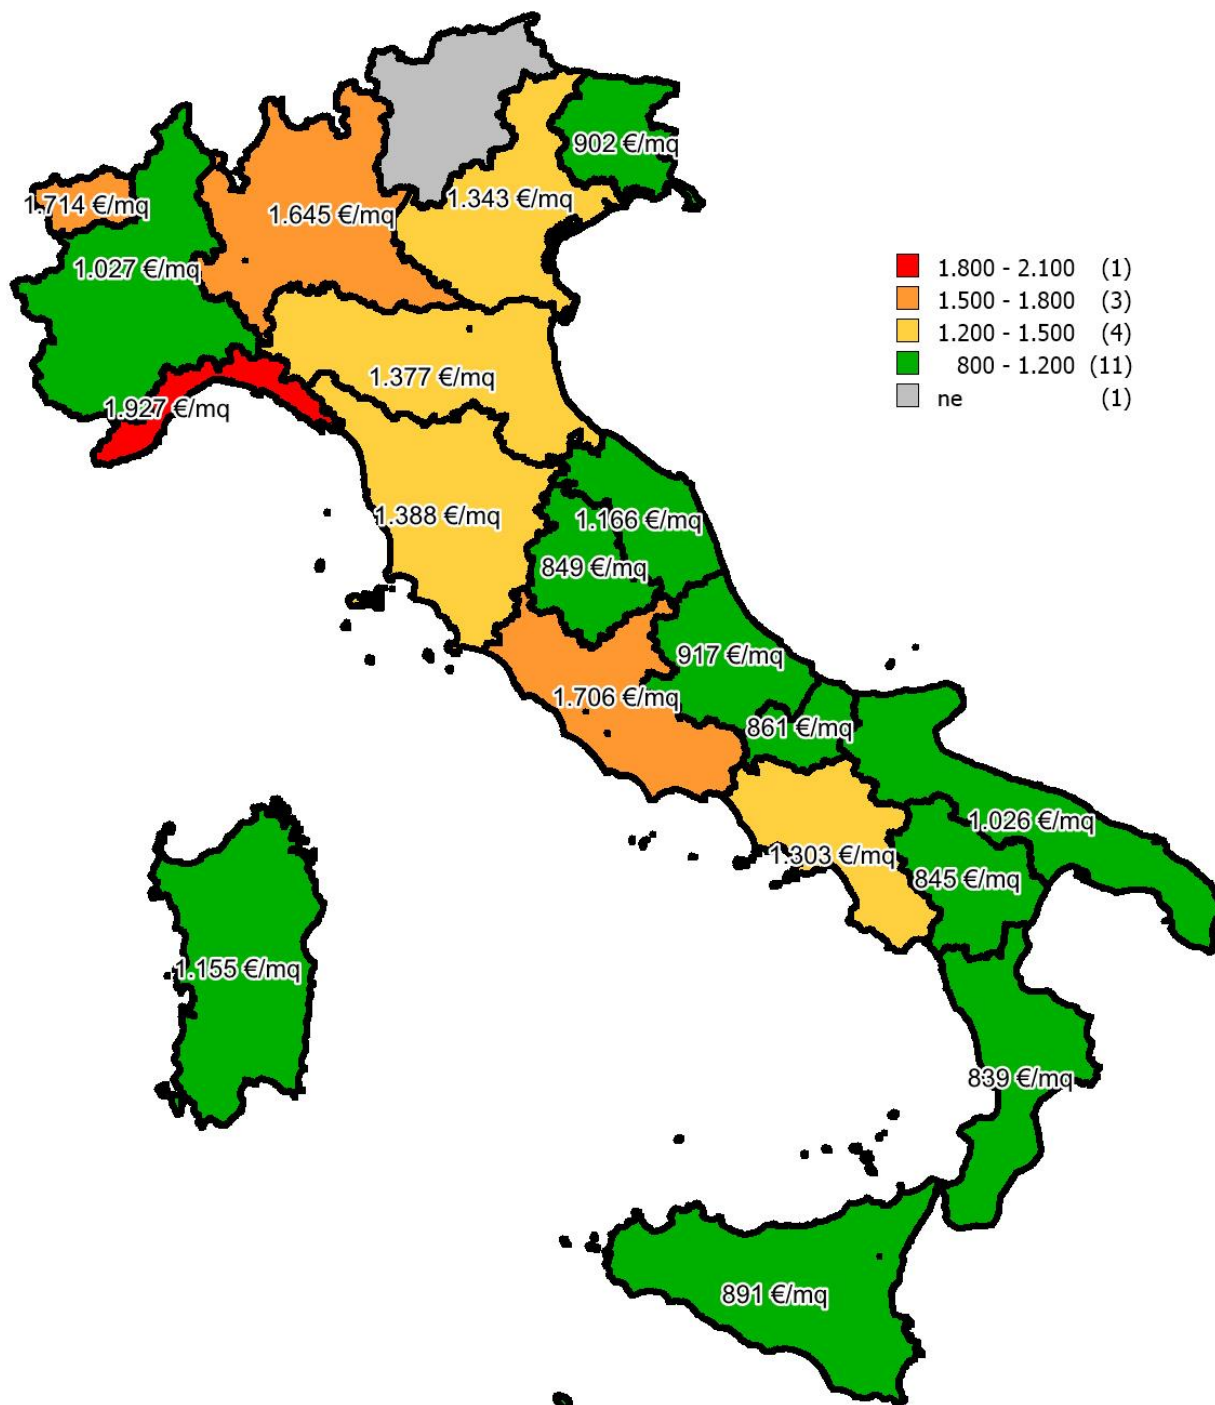 902 €/mq
1.343 €/mq
1.714 €/mq
1.645 €/mq
1.027 €/mq
1.800 - 2.100 (1)
1.500 - 1.800 (3)
1.200 - 1.500 (4)
800 - 1.200 (11)
ne (1)
1.377 €/mq
1.927 €/mq
1.388 €/mq
1.166 €/mq
849 €/mq
917 €/mq
1.706 €/mq
861 €/mq
1.026 €/mq
1.303 €/mq
845 €/mq
1.155 €/mq
839 €/mq
891 €/mq